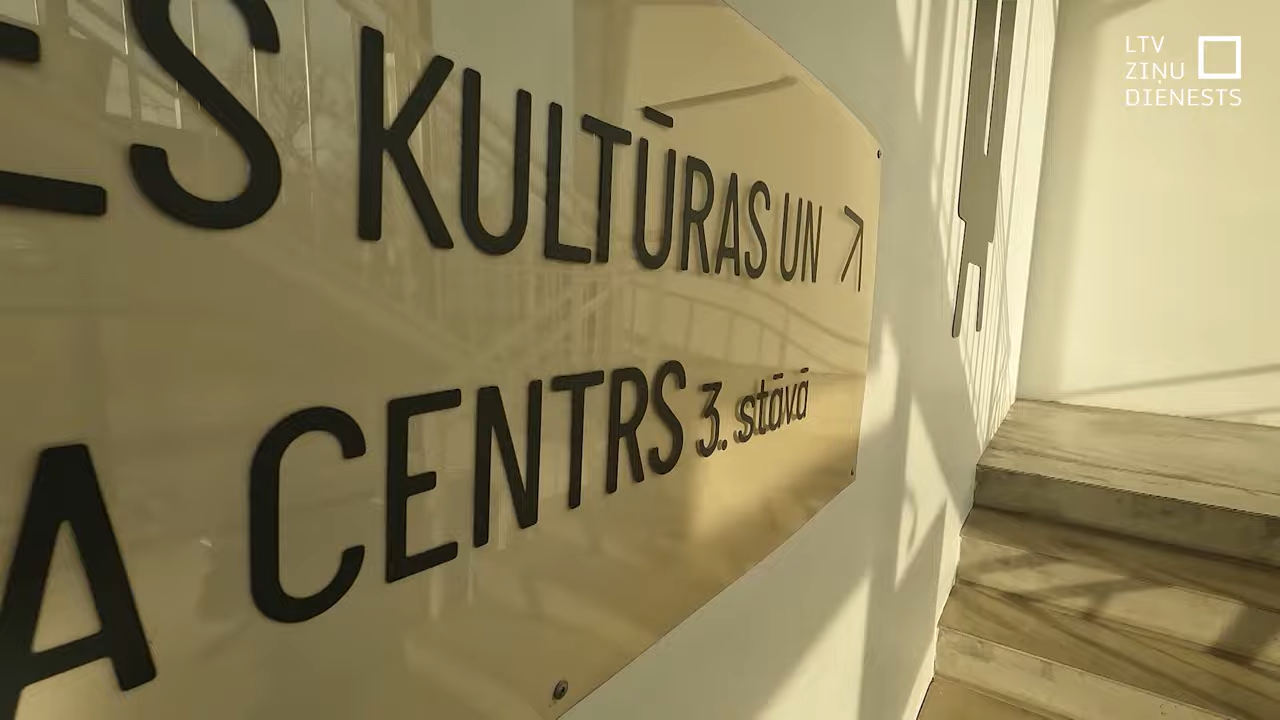 ES KULTŪRAS UN ↗
A CENTRS 3. stāvā
LTV
ZIŅU
DIENESTS